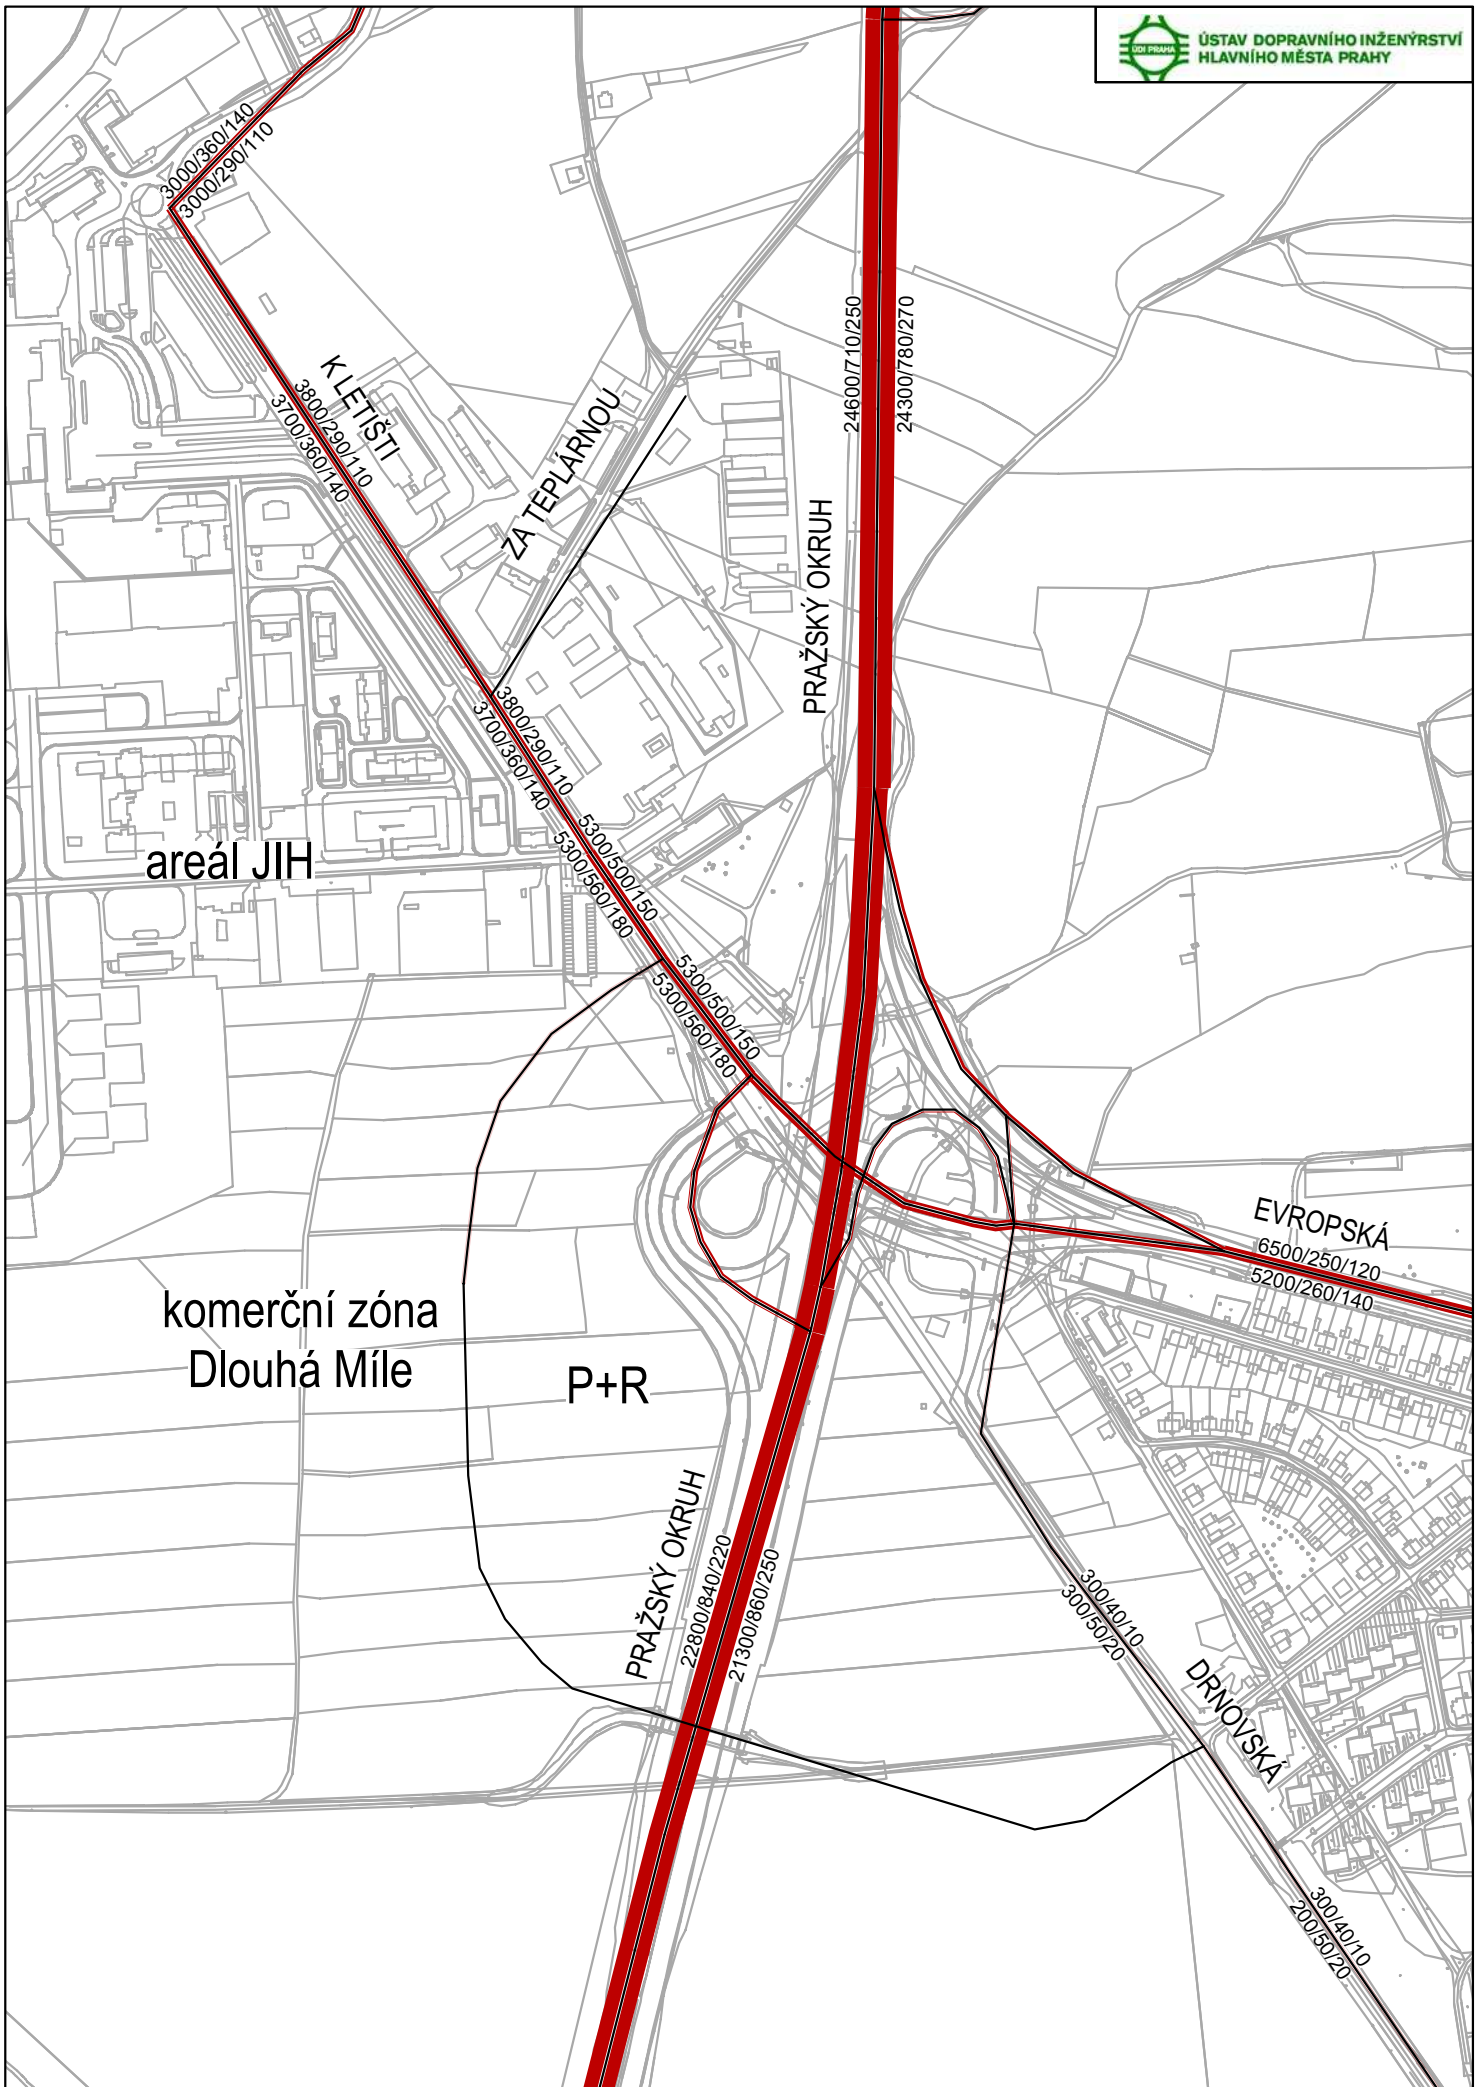 ÚDI PRAHA
ÚSTAV DOPRAVNÍHO INŽENÝRSTVÍ
HLAVNÍHO MĚSTA PRAHY
3000/360/140
3000/290/110
24600/710/250
24300/780/270
K LETIŠTI
3800/290/110
3700/360/140
ZA TEPLÁRNOU
PRAŽSKÝ OKRUH
3800/290/110
3700/360/140
5300/500/150
5300/560/180
areál JIH
5300/500/150
5300/560/180
EVROPSKÁ
6500/250/120
5200/260/140
komerční zóna
Dlouhá Míle
P+R
PRAŽSKÝ OKRUH
22800/840/220
21300/860/250
300/40/10
300/50/20
DRNOVSKÁ
300/40/10
200/50/20